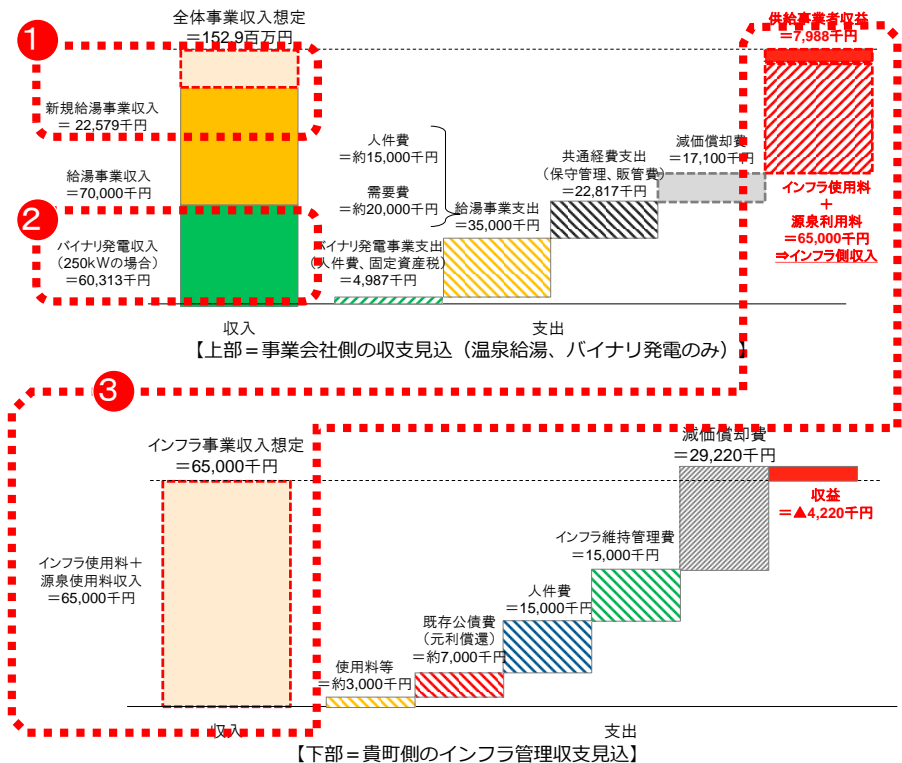 全体事業収入想定
＝152.9百万円
供給事業者収益
＝7,988千円
1
新規給湯事業収入
＝ 22,579千円
人件費
＝約15,000千円
減価償却費
＝17,100千円
共通経費支出
（保守管理、販管費）
＝22,817千円
給湯事業収入
＝70,000千円
需要費
＝約20,000千円
給湯事業支出
＝35,000千円
インフラ使用料
＋
源泉利用料
＝65,000千円
⇒インフラ側収入
2
バイナリ発電収入
（250kWの場合）
＝60,313千円
バイナリ発電事業支出
（人件費、固定資産税）
＝4,987千円
収入
支出
【上部＝事業会社側の収支見込（温泉給湯、バイナリ発電のみ）】
3
インフラ事業収入想定
＝65,000千円
減価償却費
＝29,220千円
収益
＝▲4,220千円
インフラ維持管理費
＝15,000千円
インフラ使用料＋
源泉使用料収入
＝65,000千円
人件費
＝15,000千円
既存公債費
（元利償還）
＝約7,000千円
使用料等
＝約3,000千円
収入
支出
【下部＝貴町側のインフラ管理収支見込】